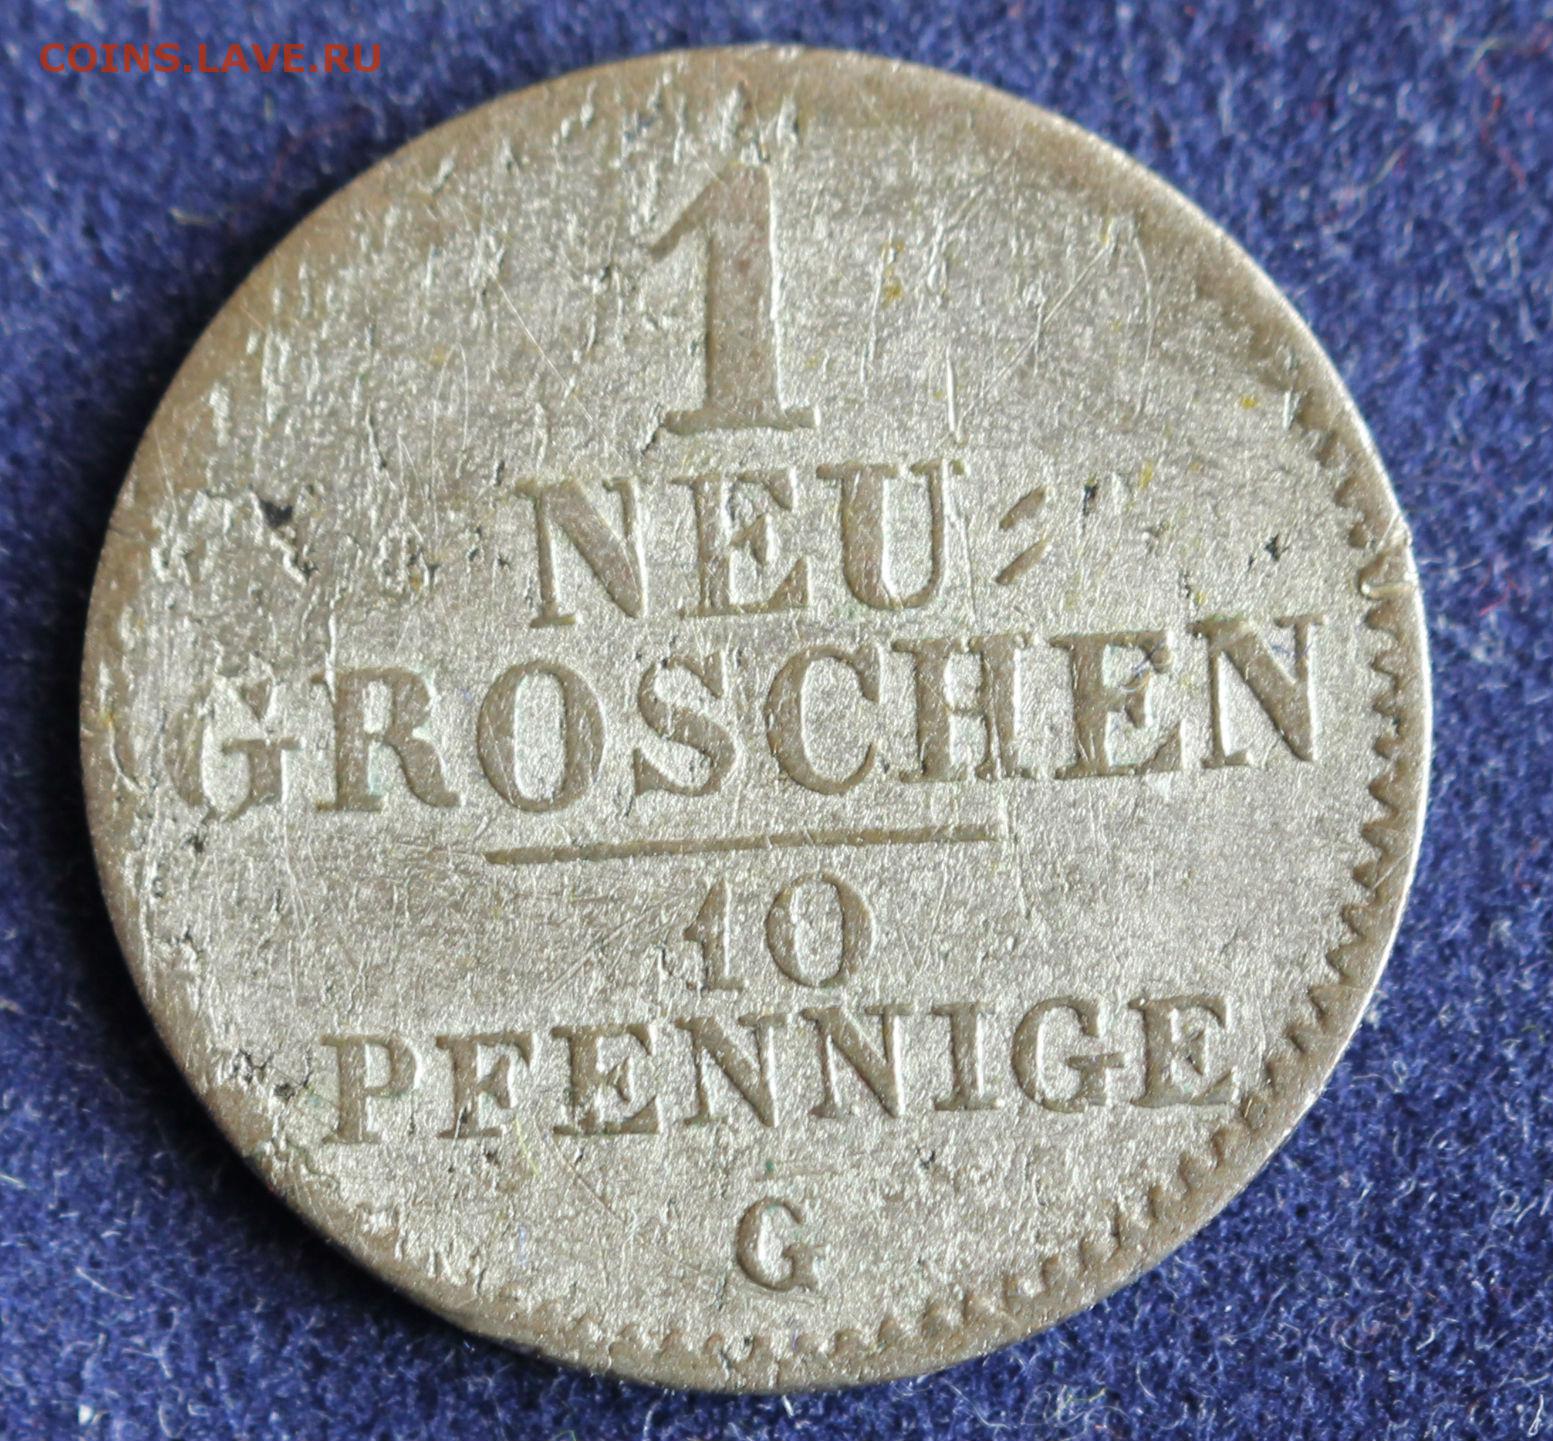 COINS.LAVE.RU
1
NEU=
GROSCHEN
10
PFENNIGE
G